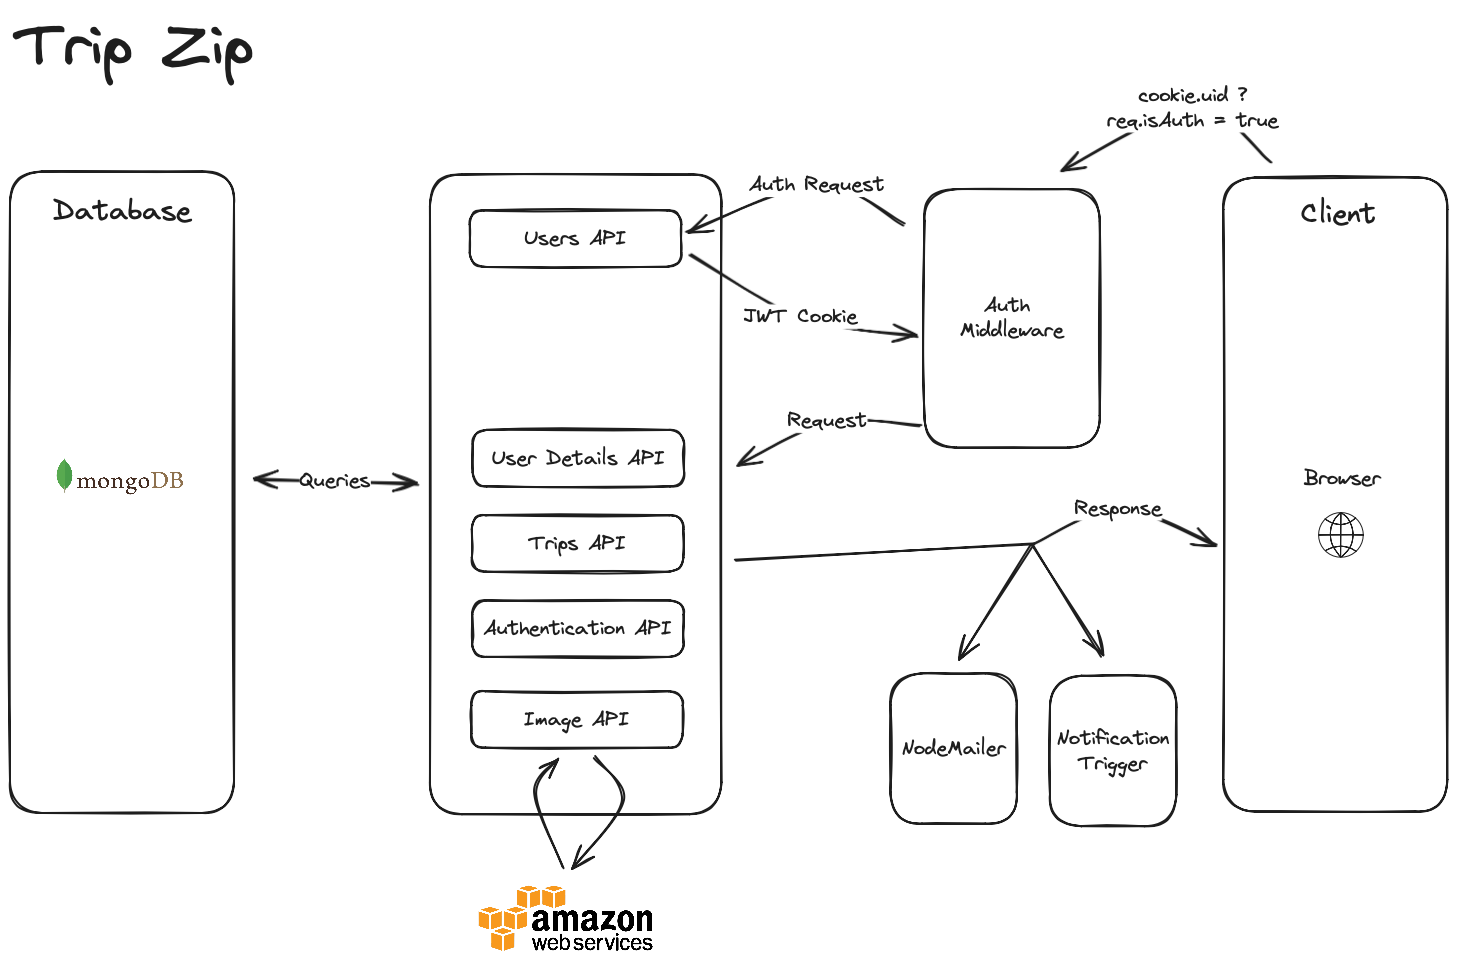 Trip Zip
cookie.uid ?
req.isAuth = true
Database
Users API
Auth Request
Client
JWT Cookie
Auth
Middleware
Request
User Details API
mongoDB
Queries
Browser
Response
Trips API
Authentication API
Image API
NodeMailer
Notification
Trigger
amazon
web services